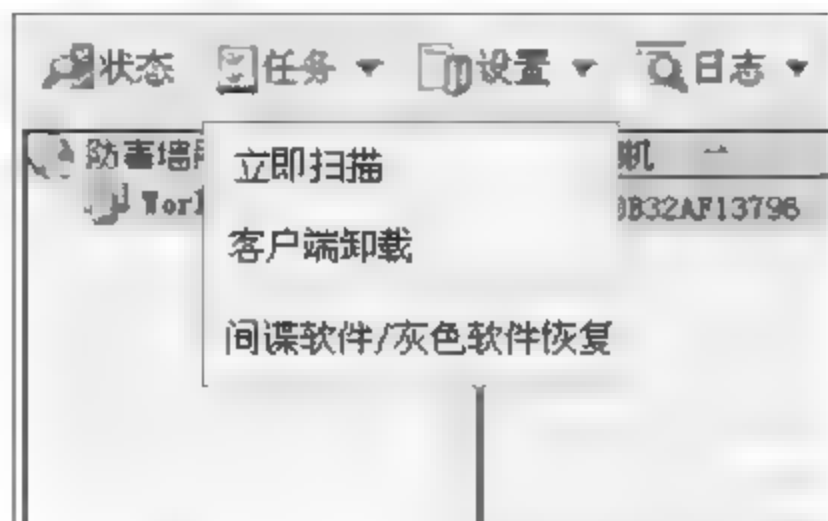 状态 任务 设置 日志
防毒墙
立即扫描
客户端卸载
间谍软件/灰色软件恢复
机
B32AF13796